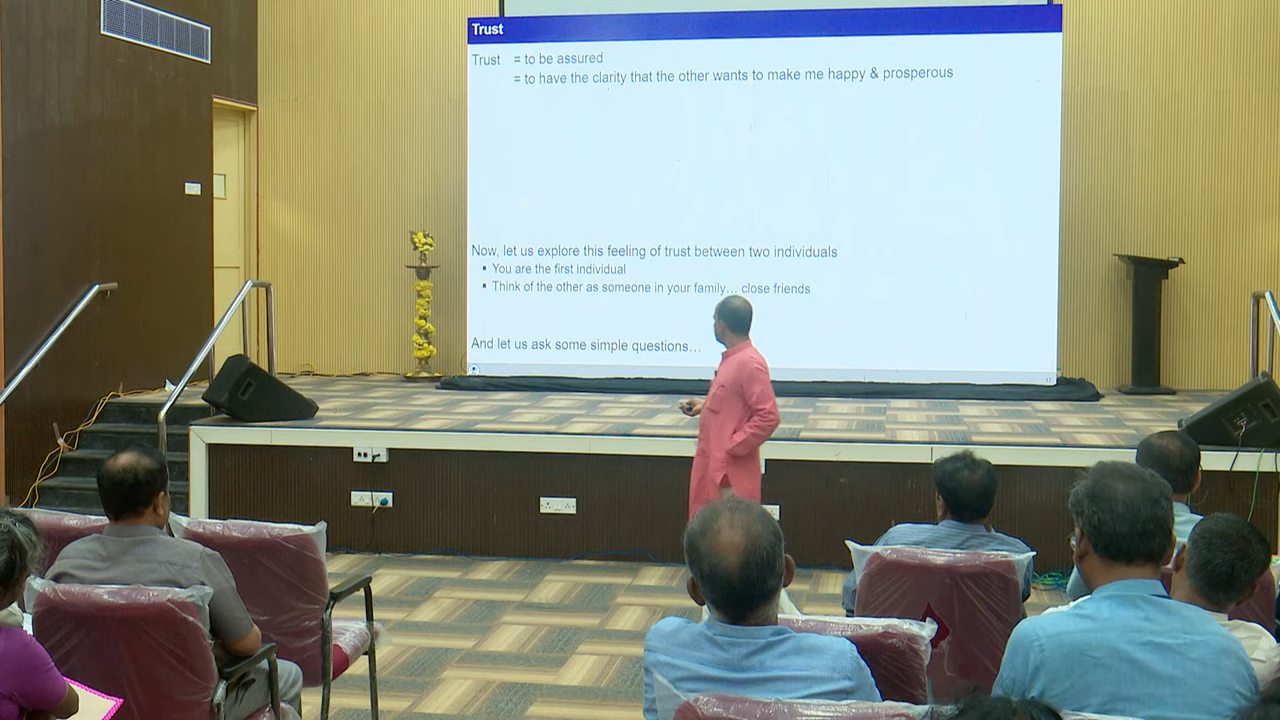 Trust
Trust = to be assured
= to have the clarity that the other wants to make me happy & prosperous
Now, let us explore this feeling of trust between two individuals
▪ You are the first individual
▪ Think of the other as someone in your family... close friends
And let us ask some simple questions...
17